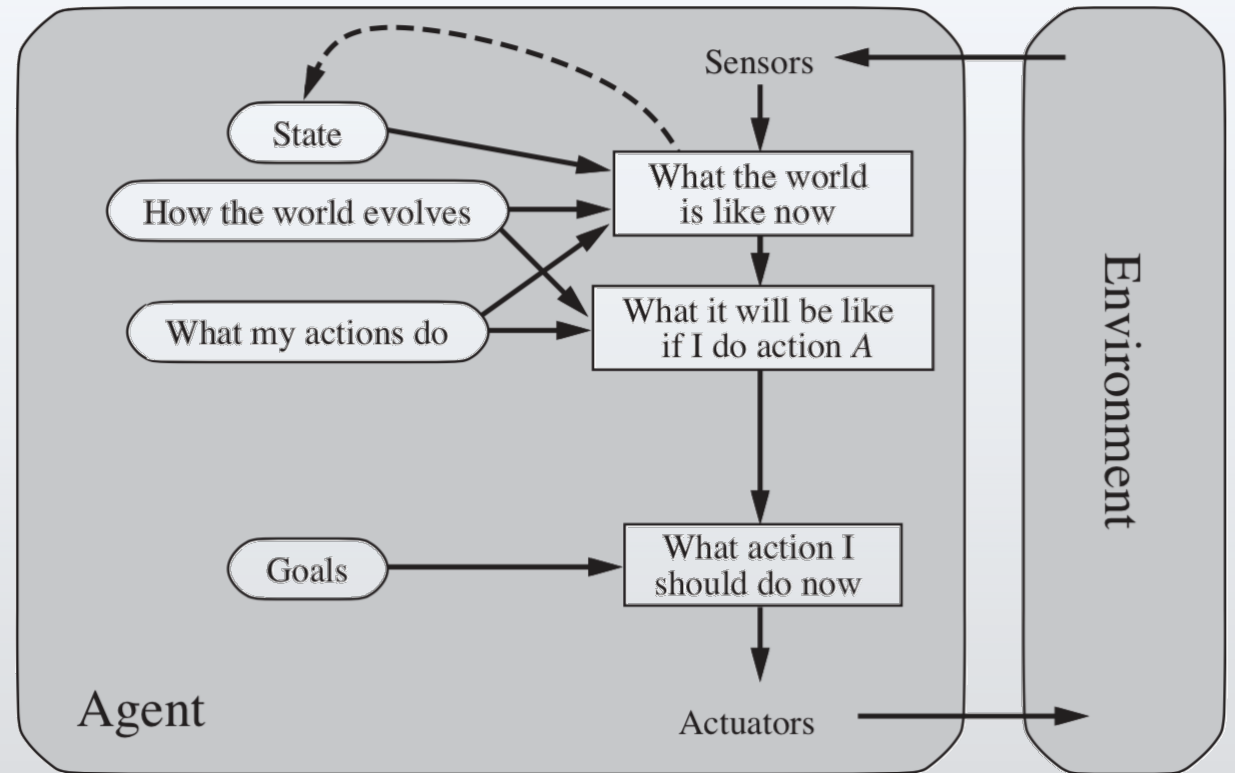 Sensors
State
What the world
is like now
How the world evolves
What it will be like
if I do action A
What my actions do
Environment
What action I
should do now
Goals
Agent
Actuators